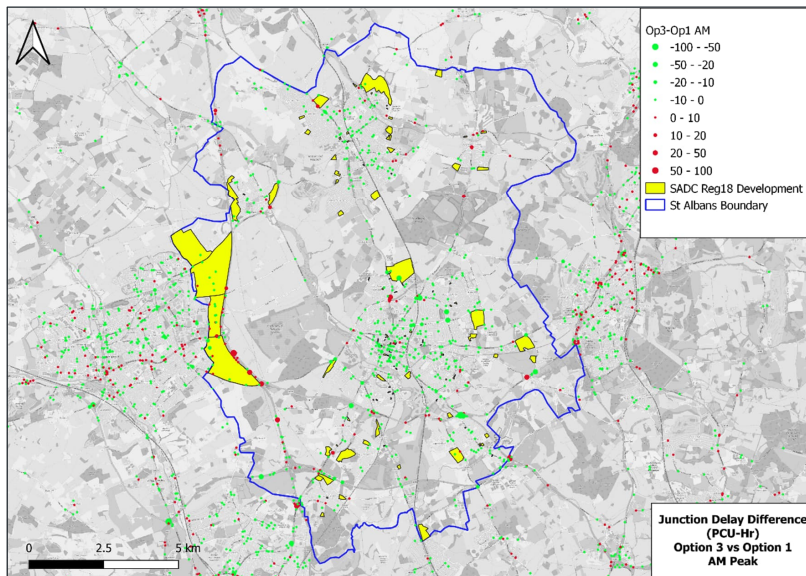 Op3-Op1 AM
-100 - -50
-50 - -20
-20 - -10
-10 - 0
0 - 10
10 - 20
20 - 50
50 - 100
SADC Reg18 Development
St Albans Boundary
0 2.5 5 km
Junction Delay Difference
(PCU-Hr)
Option 3 vs Option 1
AM Peak